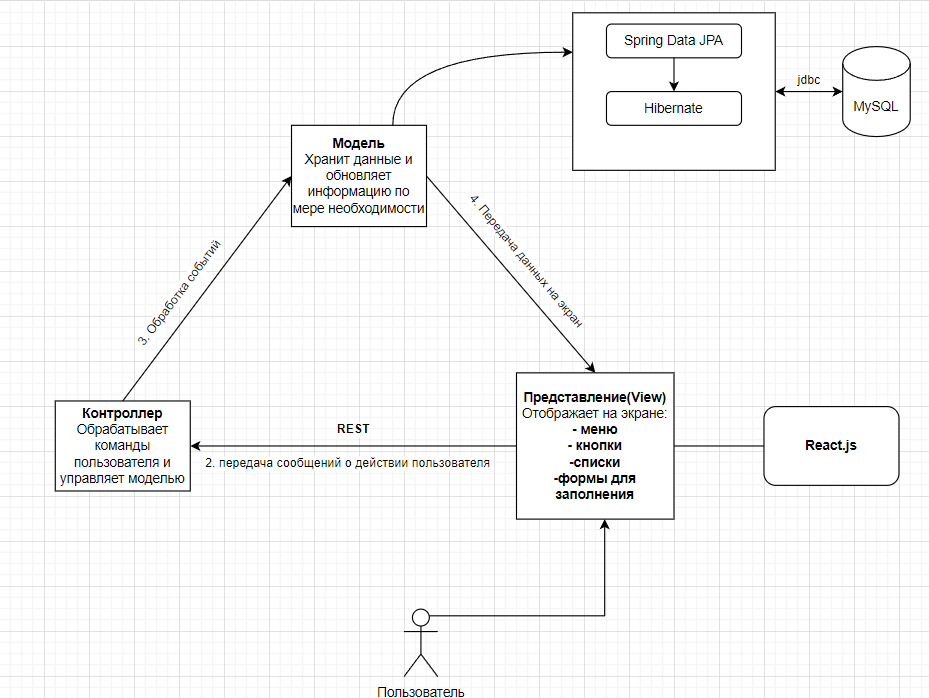 Spring Data JPA
Hibernate
jdbc
MySQL
Модель
Хранит данные и
обновляет
информацию по
мере необходимости
3. Обработка событий
4. Передача данных на экран
Контроллер
Обрабатывает
команды
пользователя и
управляет моделью
REST
2. передача сообщений о действии пользователя
Представление(View)
Отображает на экране:
- меню
- кнопки
-списки
-формы для
заполнения
React.js
Пользователь